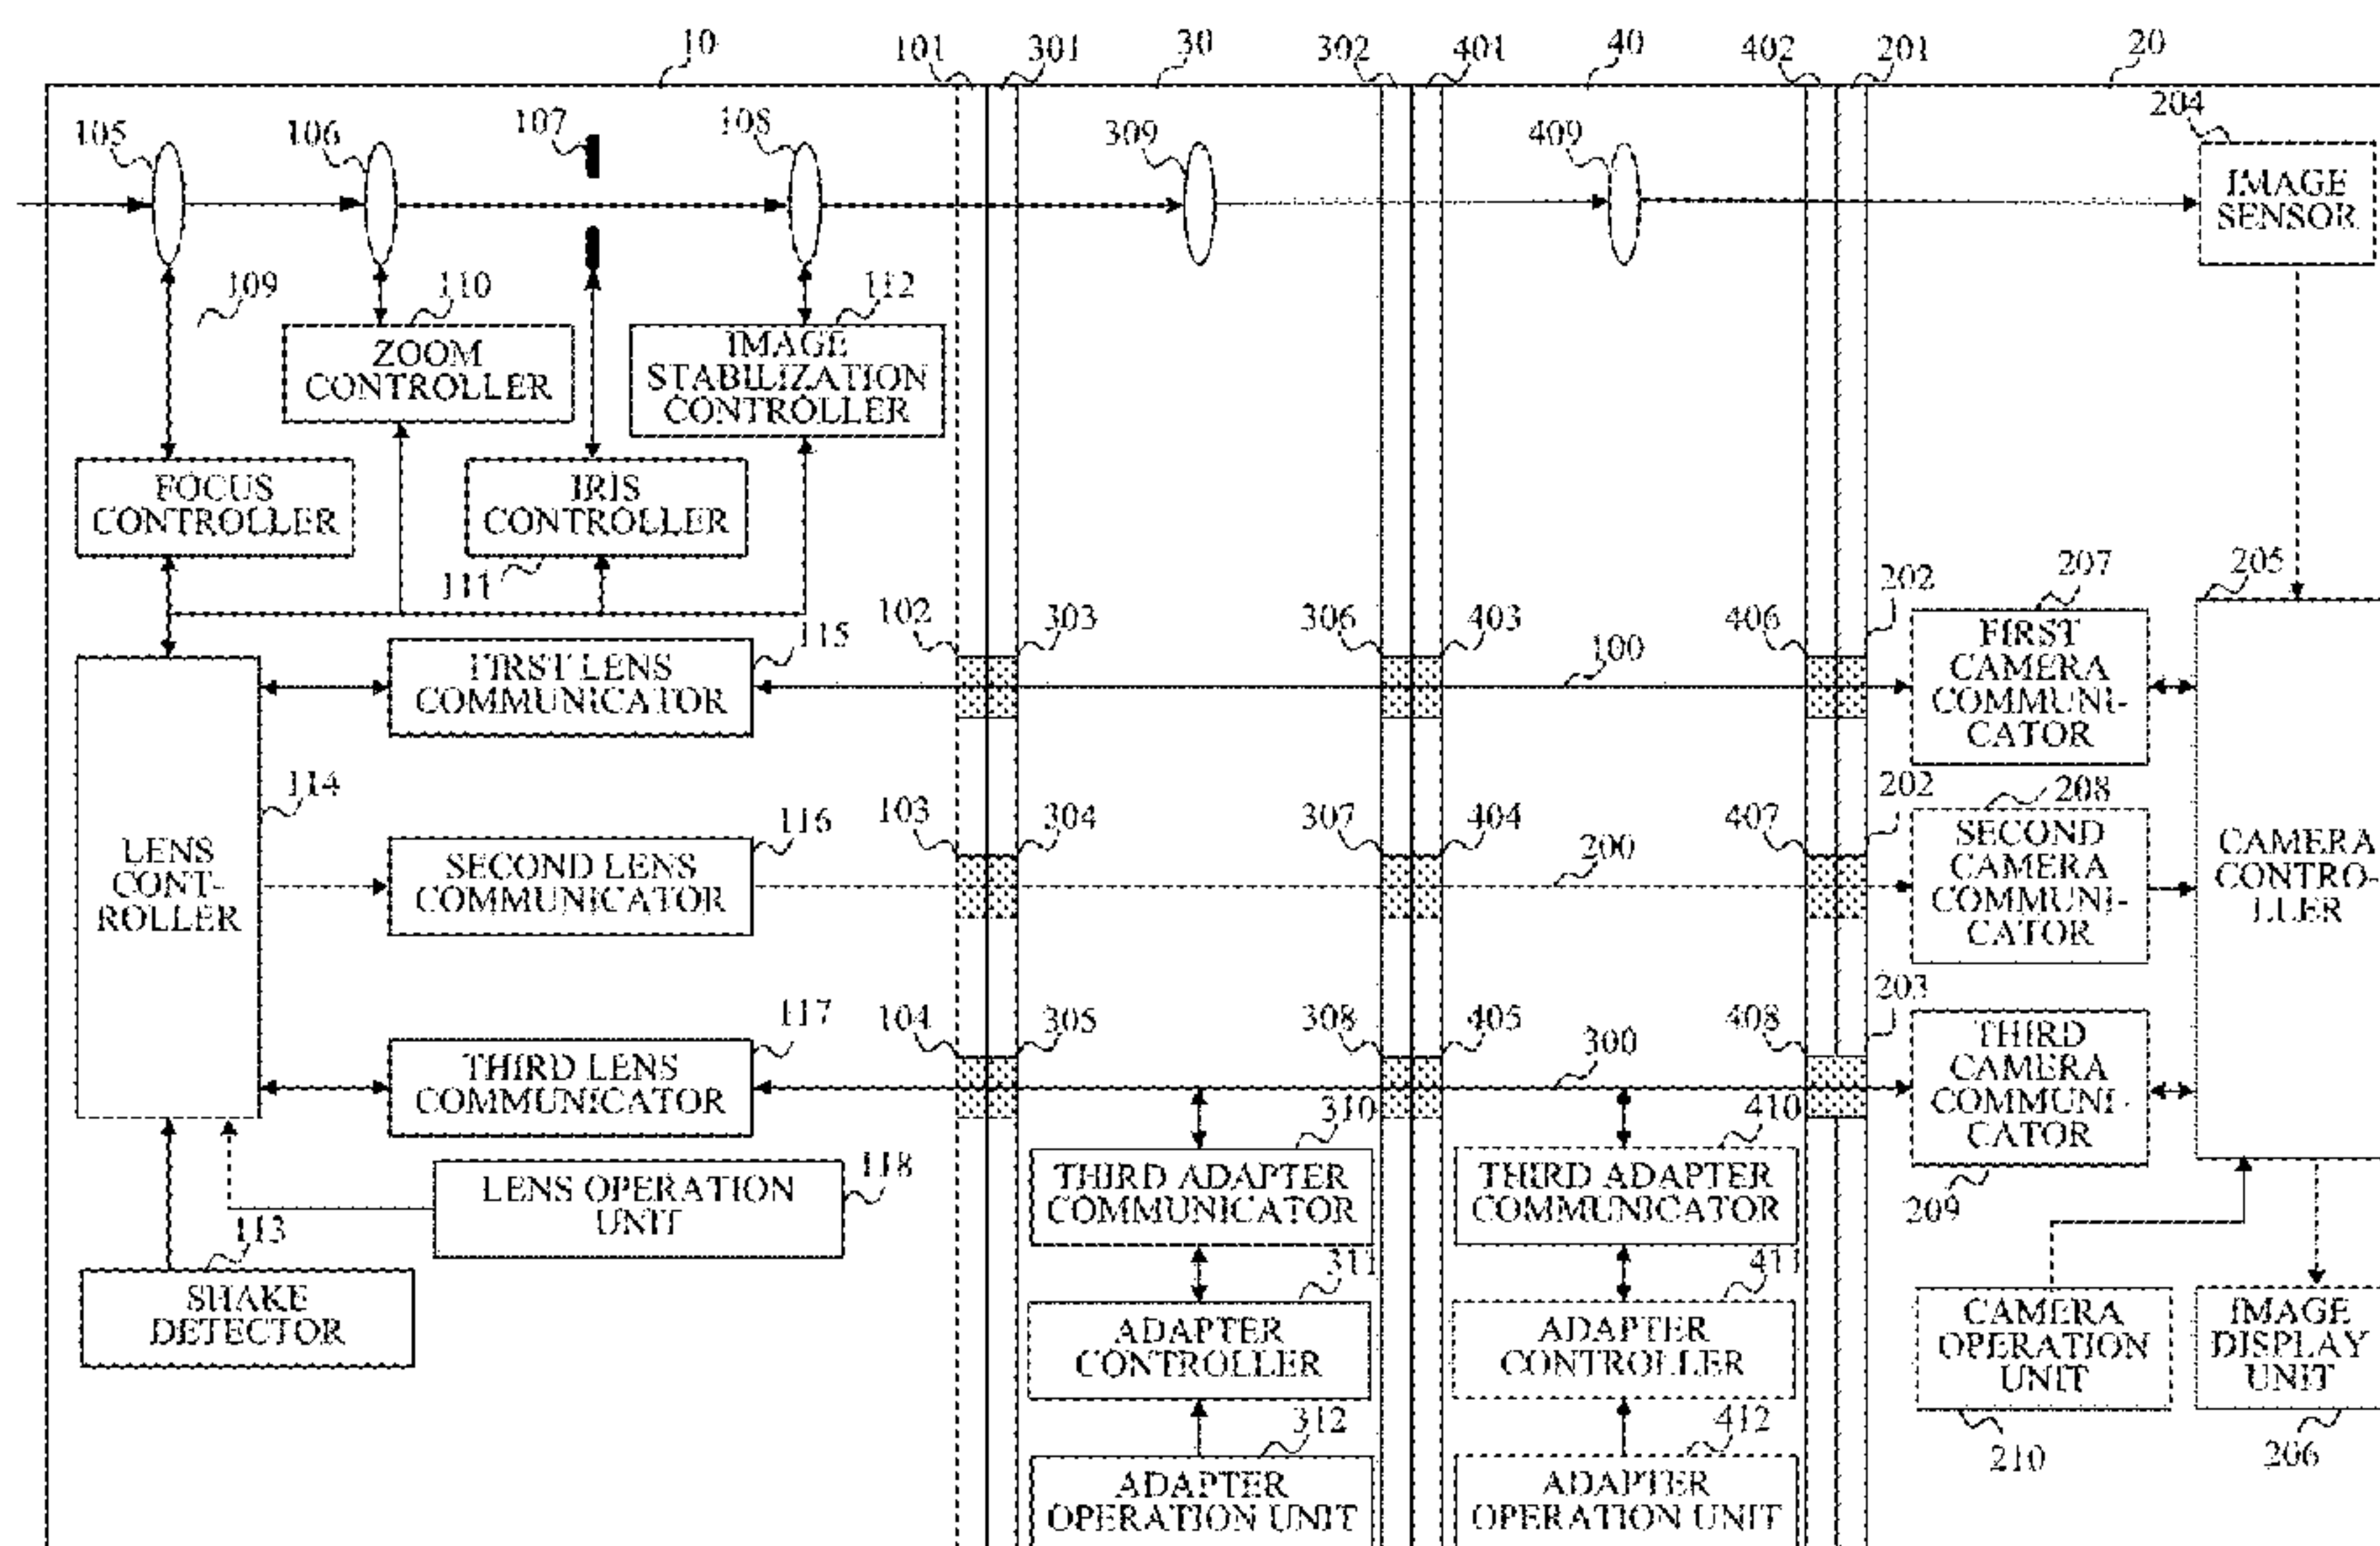 10
101
301
30
302
401
40
402
201
20
105
106
107
108
309
409
204
IMAGE
SENSOR
109
110
112
ZOOM
CONTROLLER
IMAGE
STABILIZATION
CONTROLLER
FOCUS
CONTROLLER
IRIS
CONTROLLER
111
102
303
306
403
406
202
207
205
115
FIRST LENS
COMMUNICATOR
100
FIRST
CAMERA
COMMUNI-
CATOR
114
LENS
CONT-
ROLLER
116
SECOND LENS
COMMUNICATOR
103
304
307
404
200
407
202
208
SECOND
CAMERA
COMMUNI-
CATOR
CAMERA
CONTRO-
LLER
117
THIRD LENS
COMMUNICATOR
104
305
308
405
300
408
203
THIRD
CAMERA
COMMUNI-
CATOR
209
118
LENS OPERATION
UNIT
113
SHAKE
DETECTOR
310
THIRD ADAPTER
COMMUNICATOR
410
THIRD ADAPTER
COMMUNICATOR
311
ADAPTER
CONTROLLER
411
ADAPTER
CONTROLLER
312
ADAPTER
OPERATION UNIT
412
ADAPTER
OPERATION UNIT
CAMERA
OPERATION
UNIT
210
IMAGE
DISPLAY
UNIT
206